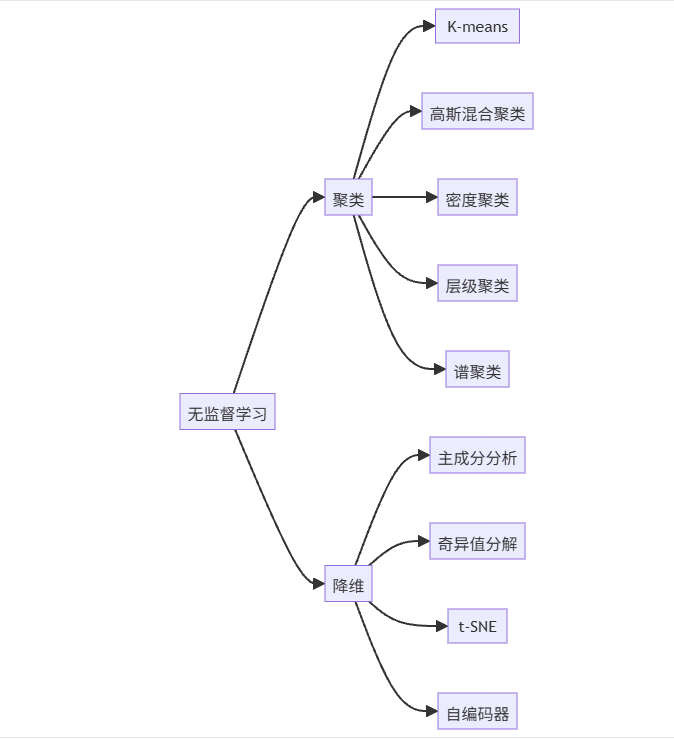 K-means
高斯混合聚类
聚类
密度聚类
层级聚类
谱聚类
无监督学习
主成分分析
奇异值分解
降维
t-SNE
自编码器